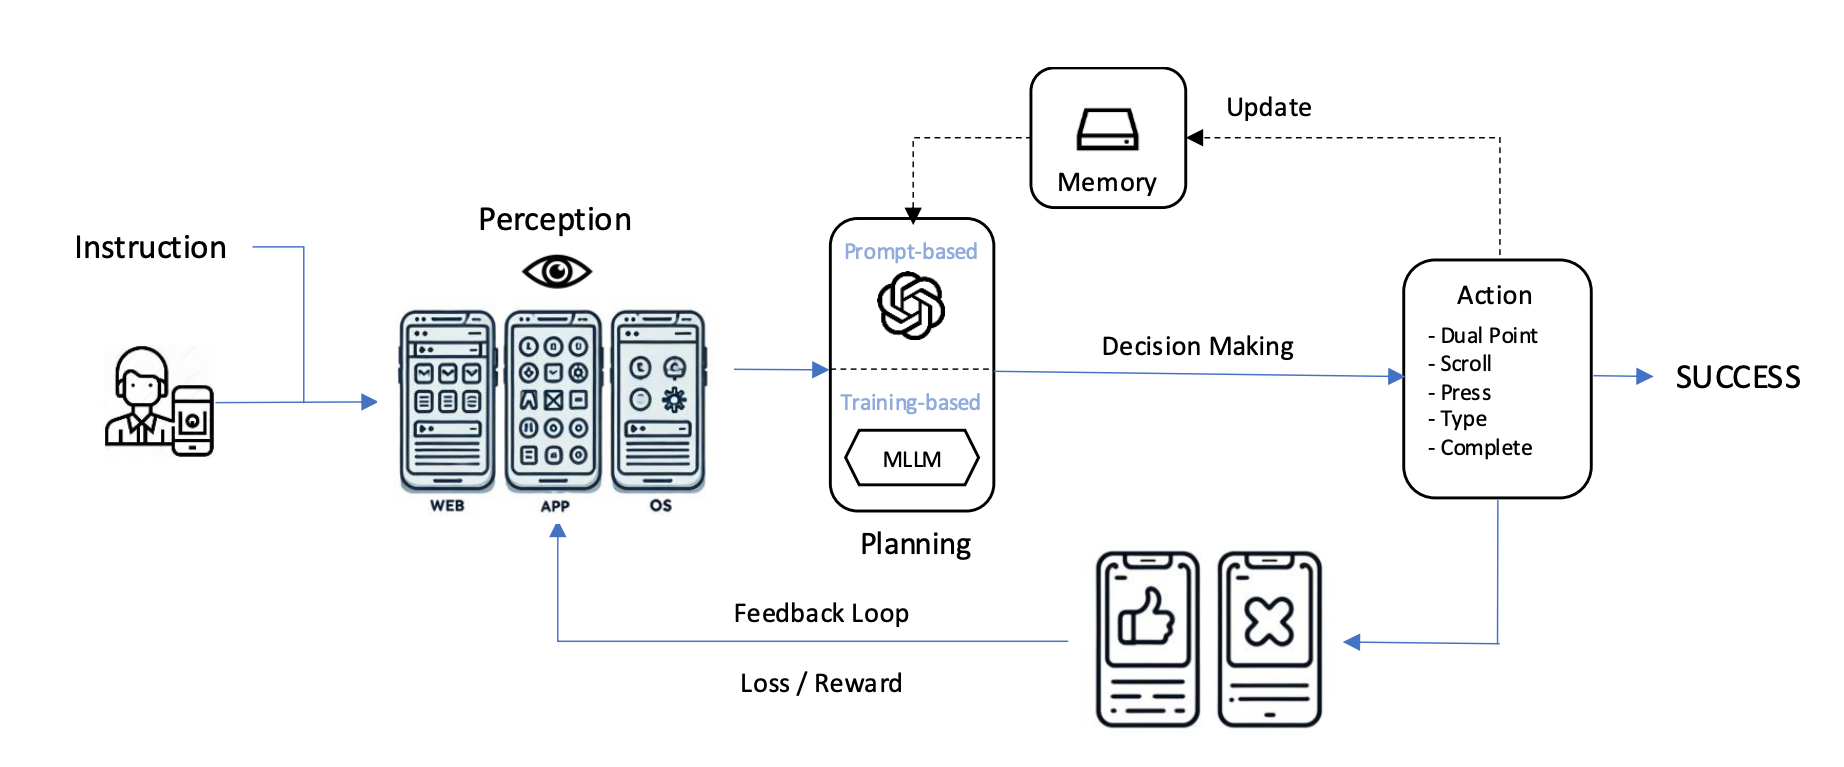 Update
Memory
Perception
Instruction
Prompt-based
Action
- Dual Point
- Scroll
- Press
- Type
- Complete
Decision Making
SUCCESS
Training-based
MLLM
WEB
APP
OS
Planning
Feedback Loop
Loss / Reward